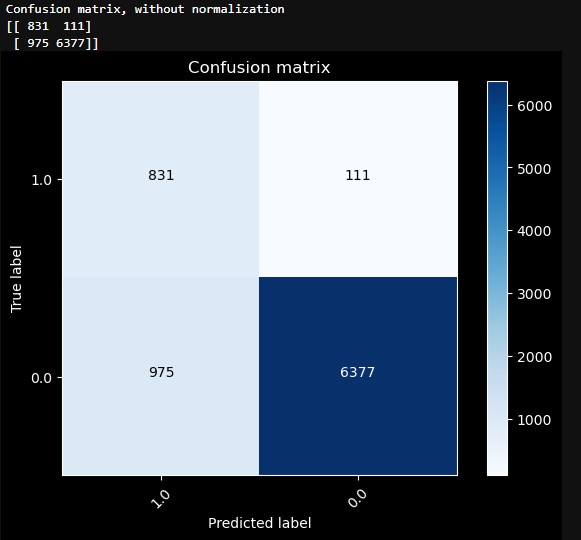 Confusion matrix, without normalization
[[ 831  111]
 [ 975 6377]]
Confusion matrix
6000
5000
4000
3000
2000
1000
831 111
975 6377
True label
1.0
0.0
1.0 0.0
Predicted label